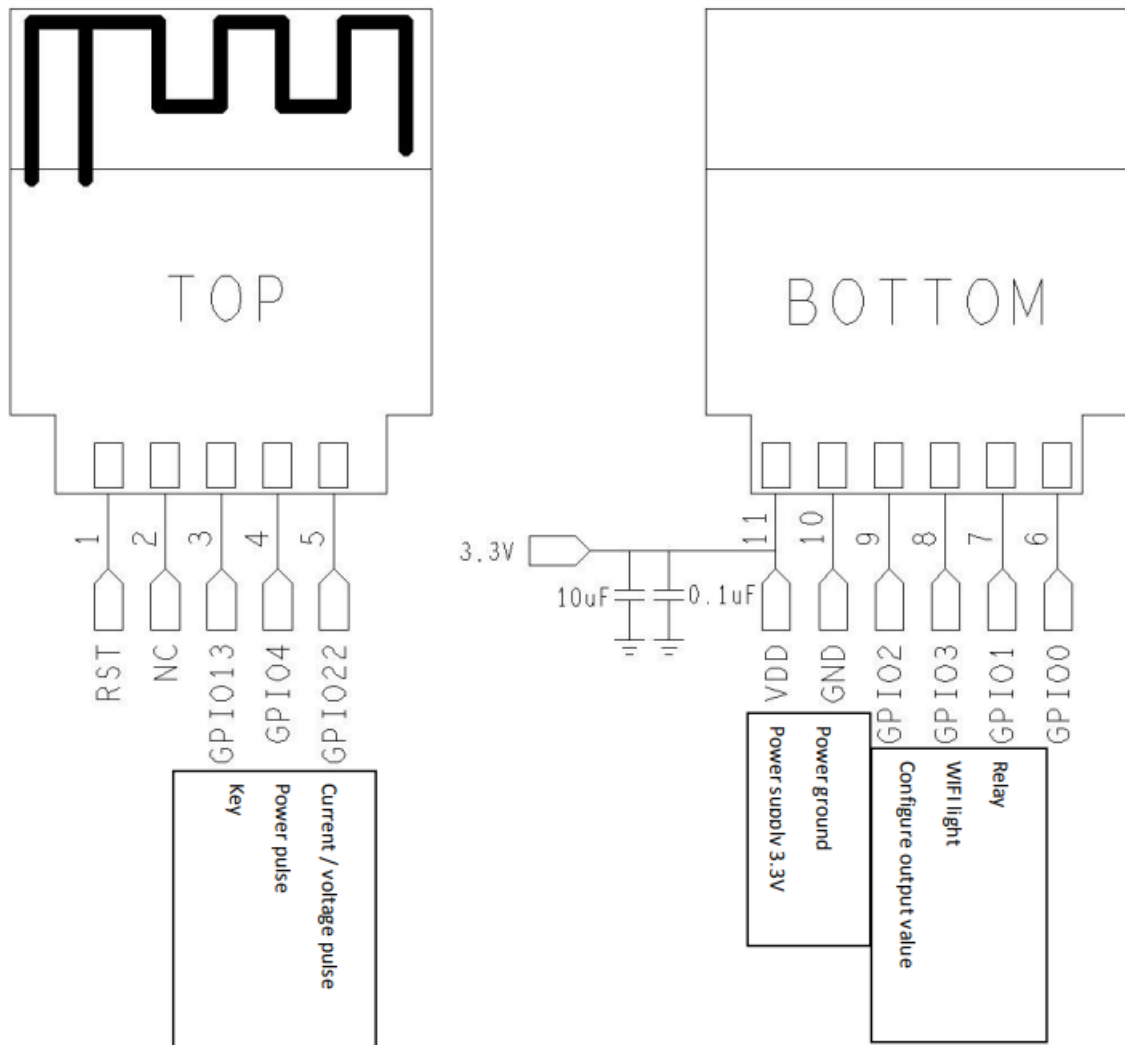 TOP
BOTTOM
1
2
3
4
5
11
10
9
8
7
6
3.3V
10uF
0.1uF
RST
NC
GPIO13
GPIO4
GPIO22
VDD
GND
GPIO2
GPIO3
GPIO1
GPIO0
Key
Power pulse
Current / voltage pulse
Power supply 3.3V
Power ground
Configure output value
WIFI light
Relay